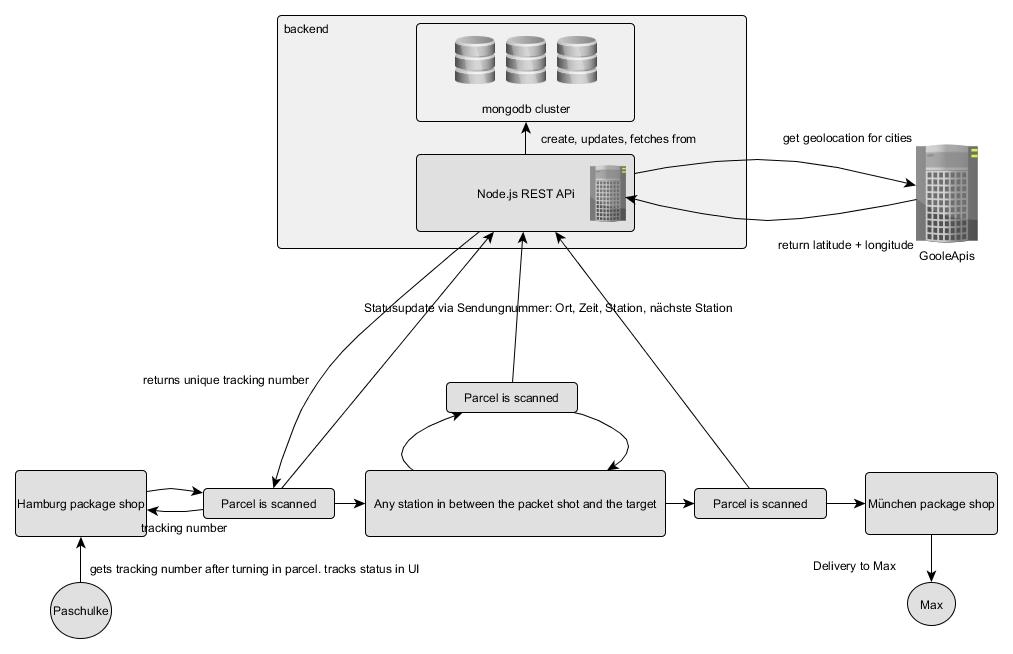 backend
mongodb cluster
create, updates, fetches from
get geolocation for cities
Node.js REST APi
return latitude + longitude
GooleApis
Statusupdate via Sendungnummer: Ort, Zeit, Station, nächste Station
returns unique tracking number
Parcel is scanned
Hamburg package shop
Parcel is scanned
Any station in between the packet shot and the target
Parcel is scanned
München package shop
tracking number
gets tracking number after turning in parcel. tracks status in UI
Delivery to Max
Paschulke
Max